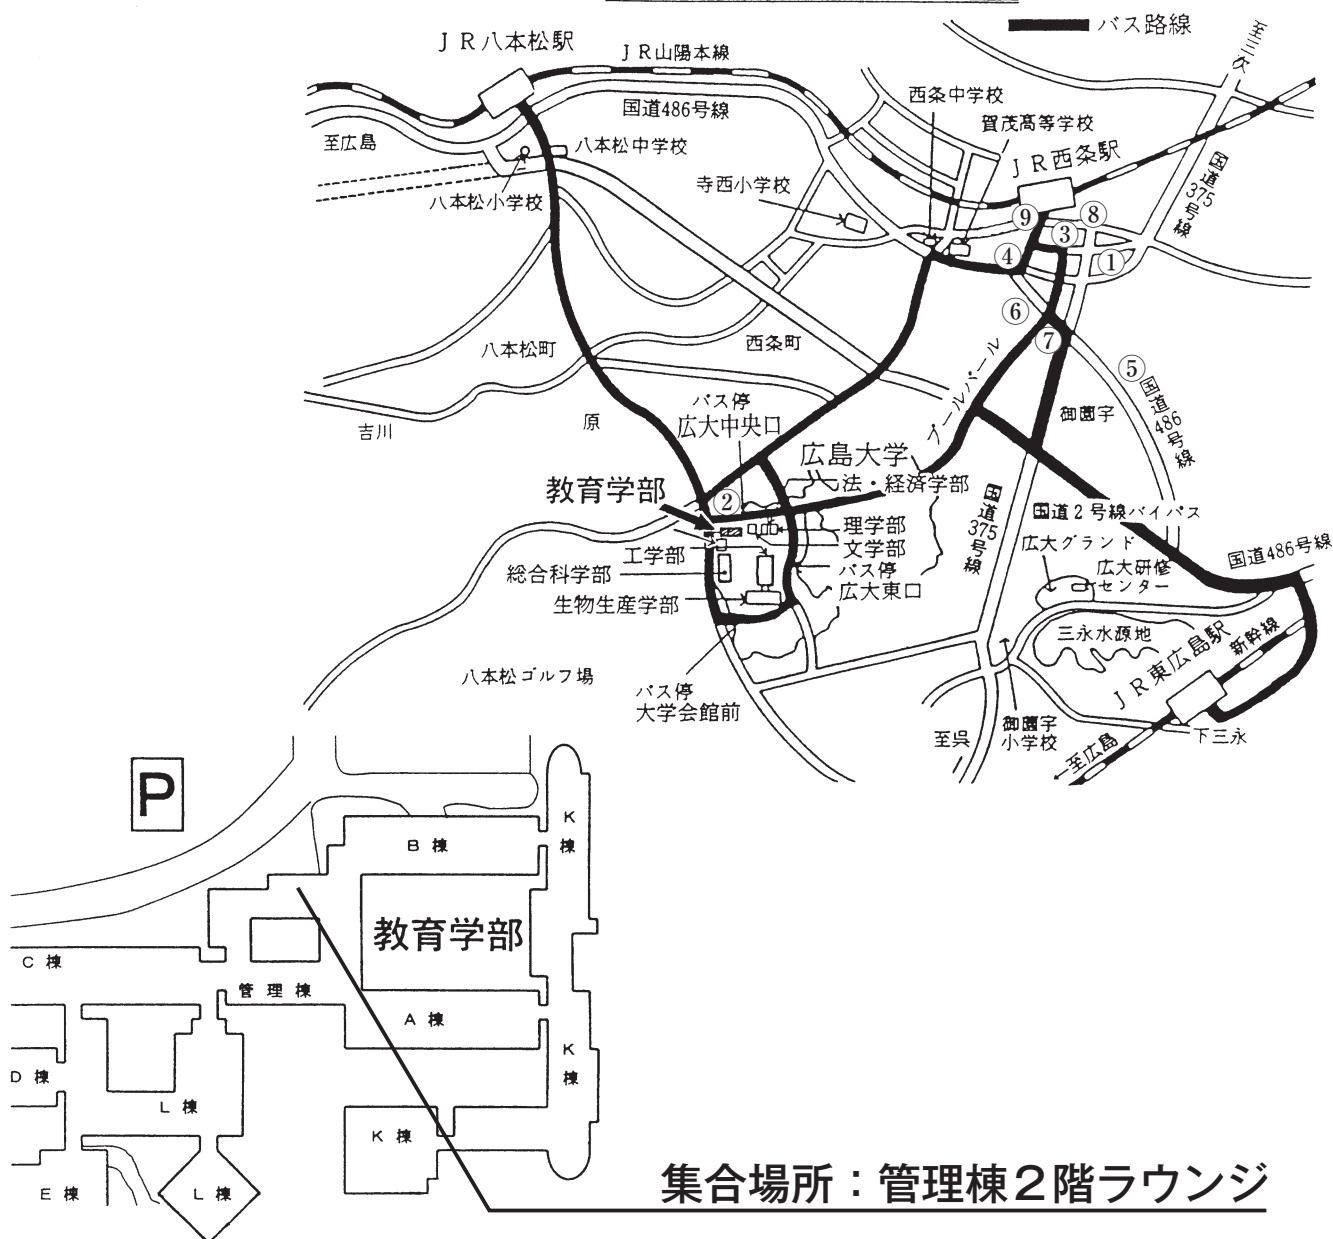 バス路線
ＪＲ八本松駅
ＪＲ山陽本線
国道486号線
至三次
西条中学校
賀茂高等学校
ＪＲ西条駅
国道375号線
至広島
八本松中学校
八本松小学校
寺西小学校
⑨
⑧
③
④
①
⑥
⑦
⑤
国道486号線
八本松町
西条町
ブールバール
御薗宇
吉川
原
バス停
広大中央口
広島大学
教育学部
②
法・経済学部
理学部
文学部
工学部
総合科学部
生物生産学部
バス停
広大東口
国道375号線
国道２号線バイパス
国道486号線
広大グランド
広大研修
センター
三永水源地
ＪＲ東広島駅
新幹線
八本松ゴルフ場
バス停
大学会館前
至呉
御薗宇
小学校
下三永
←至広島
P
B 棟
K
棟
教育学部
C 棟
管理棟
A 棟
K
棟
D 棟
L 棟
K 棟
E 棟
L 棟
集合場所：管理棟２階ラウンジ